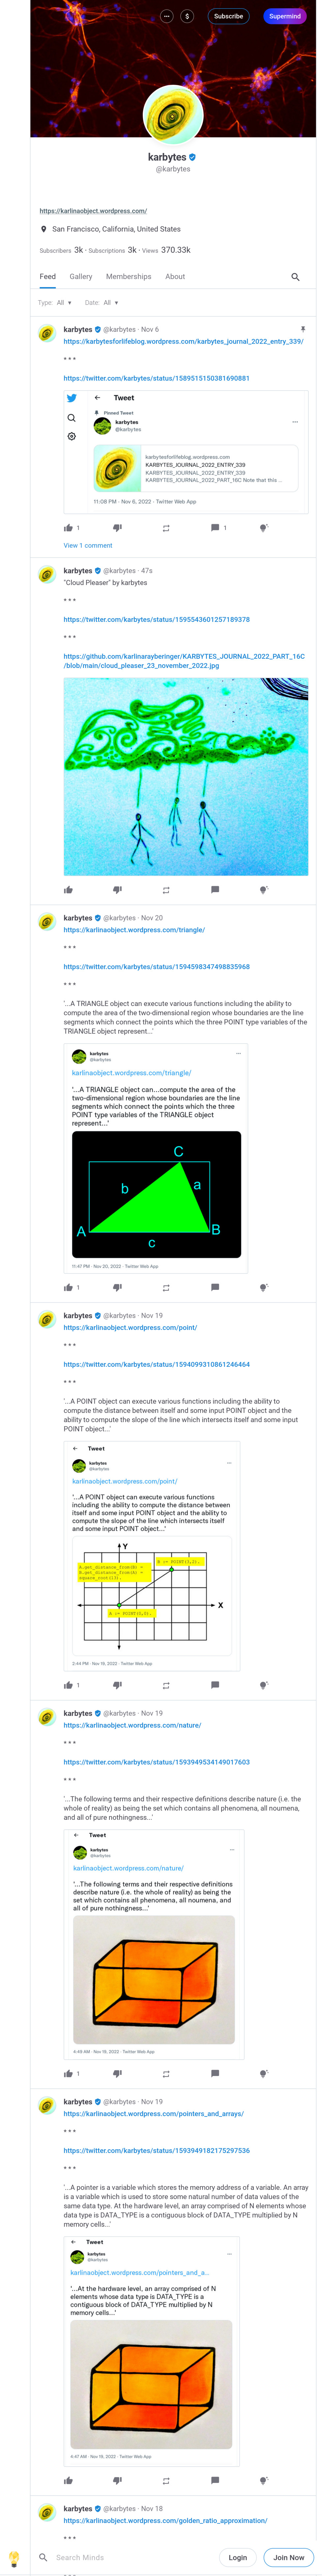 Subscribe
Supermind
karbytes
@karbytes
https://karlinaobject.wordpress.com/
San Francisco, California, United States
Subscribers 3k · Subscriptions 3k · Views 370.33k
Feed Gallery Memberships About
Type: All ▾ Date: All ▾
karbytes @karbytes · Nov 6
https://karbytesforlifeblog.wordpress.com/karbytes_journal_2022_entry_339/
* * *
https://twitter.com/karbytes/status/1589515150381690881
← Tweet
Pinned Tweet
karbytes
@karbytes
karbytesforlifeblog.wordpress.com
KARBYTES_JOURNAL_2022_ENTRY_339
KARBYTES_JOURNAL_2022_ENTRY_339
KARBYTES_JOURNAL_2022_PART_16C Note that this ...
11:08 PM · Nov 6, 2022 · Twitter Web App
1 1
View 1 comment
karbytes @karbytes · 47s
"Cloud Pleaser" by karbytes
* * *
https://twitter.com/karbytes/status/1595543601257189378
* * *
https://github.com/karlinarayberinger/KARBYTES_JOURNAL_2022_PART_16C
/blob/main/cloud_pleaser_23_november_2022.jpg
karbytes @karbytes · Nov 20
https://karlinaobject.wordpress.com/triangle/
* * *
https://twitter.com/karbytes/status/1594598347498835968
* * *
'...A TRIANGLE object can execute various functions including the ability to
compute the area of the two-dimensional region whose boundaries are the line
segments which connect the points which the three POINT type variables of the
TRIANGLE object represent...'
karbytes
@karbytes
karlinaobject.wordpress.com/triangle/
'...A TRIANGLE object can...compute the area of the
two-dimensional region whose boundaries are the line
segments which connect the points which the three
POINT type variables of the TRIANGLE object
represent...'
C
b a
A B
c
11:47 PM · Nov 20, 2022 · Twitter Web App
1
karbytes @karbytes · Nov 19
https://karlinaobject.wordpress.com/point/
* * *
https://twitter.com/karbytes/status/1594099310861246464
* * *
'...A POINT object can execute various functions including the ability to
compute the distance between itself and some input POINT object and the
ability to compute the slope of the line which intersects itself and some input
POINT object...'
← Tweet
karbytes
@karbytes
karlinaobject.wordpress.com/point/
'...A POINT object can execute various functions
including the ability to compute the distance between
itself and some input POINT object and the ability to
compute the slope of the line which intersects itself
and some input POINT object...'
Y
B := POINT(3,2).
A.get_distance_from(B) =
B.get_distance_from(A) =
square_root(13).
X
A := POINT(0,0).
2:44 PM · Nov 19, 2022 · Twitter Web App
1
karbytes @karbytes · Nov 19
https://karlinaobject.wordpress.com/nature/
* * *
https://twitter.com/karbytes/status/1593949534149017603
* * *
'...The following terms and their respective definitions describe nature (i.e. the
whole of reality) as being the set which contains all phenomena, all noumena,
and all of pure nothingness...'
← Tweet
karbytes
@karbytes
karlinaobject.wordpress.com/nature/
'...The following terms and their respective definitions
describe nature (i.e. the whole of reality) as being the
set which contains all phenomena, all noumena, and
all of pure nothingness...'
4:49 AM · Nov 19, 2022 · Twitter Web App
1
karbytes @karbytes · Nov 19
https://karlinaobject.wordpress.com/pointers_and_arrays/
* * *
https://twitter.com/karbytes/status/1593949182175297536
* * *
'...A pointer is a variable which stores the memory address of a variable. An array
is a variable which is used to store some natural number of data values of the
same data type. At the hardware level, an array comprised of N elements whose
data type is DATA_TYPE is a contiguous block of DATA_TYPE multiplied by N
memory cells...'
← Tweet
karbytes
@karbytes
karlinaobject.wordpress.com/pointers_and_a...
'...At the hardware level, an array comprised of N
elements whose data type is DATA_TYPE is a
contiguous block of DATA_TYPE multiplied by N
memory cells...'
4:47 AM · Nov 19, 2022 · Twitter Web App
karbytes @karbytes · Nov 18
https://karlinaobject.wordpress.com/golden_ratio_approximation/
* * *
Search Minds Login Join Now